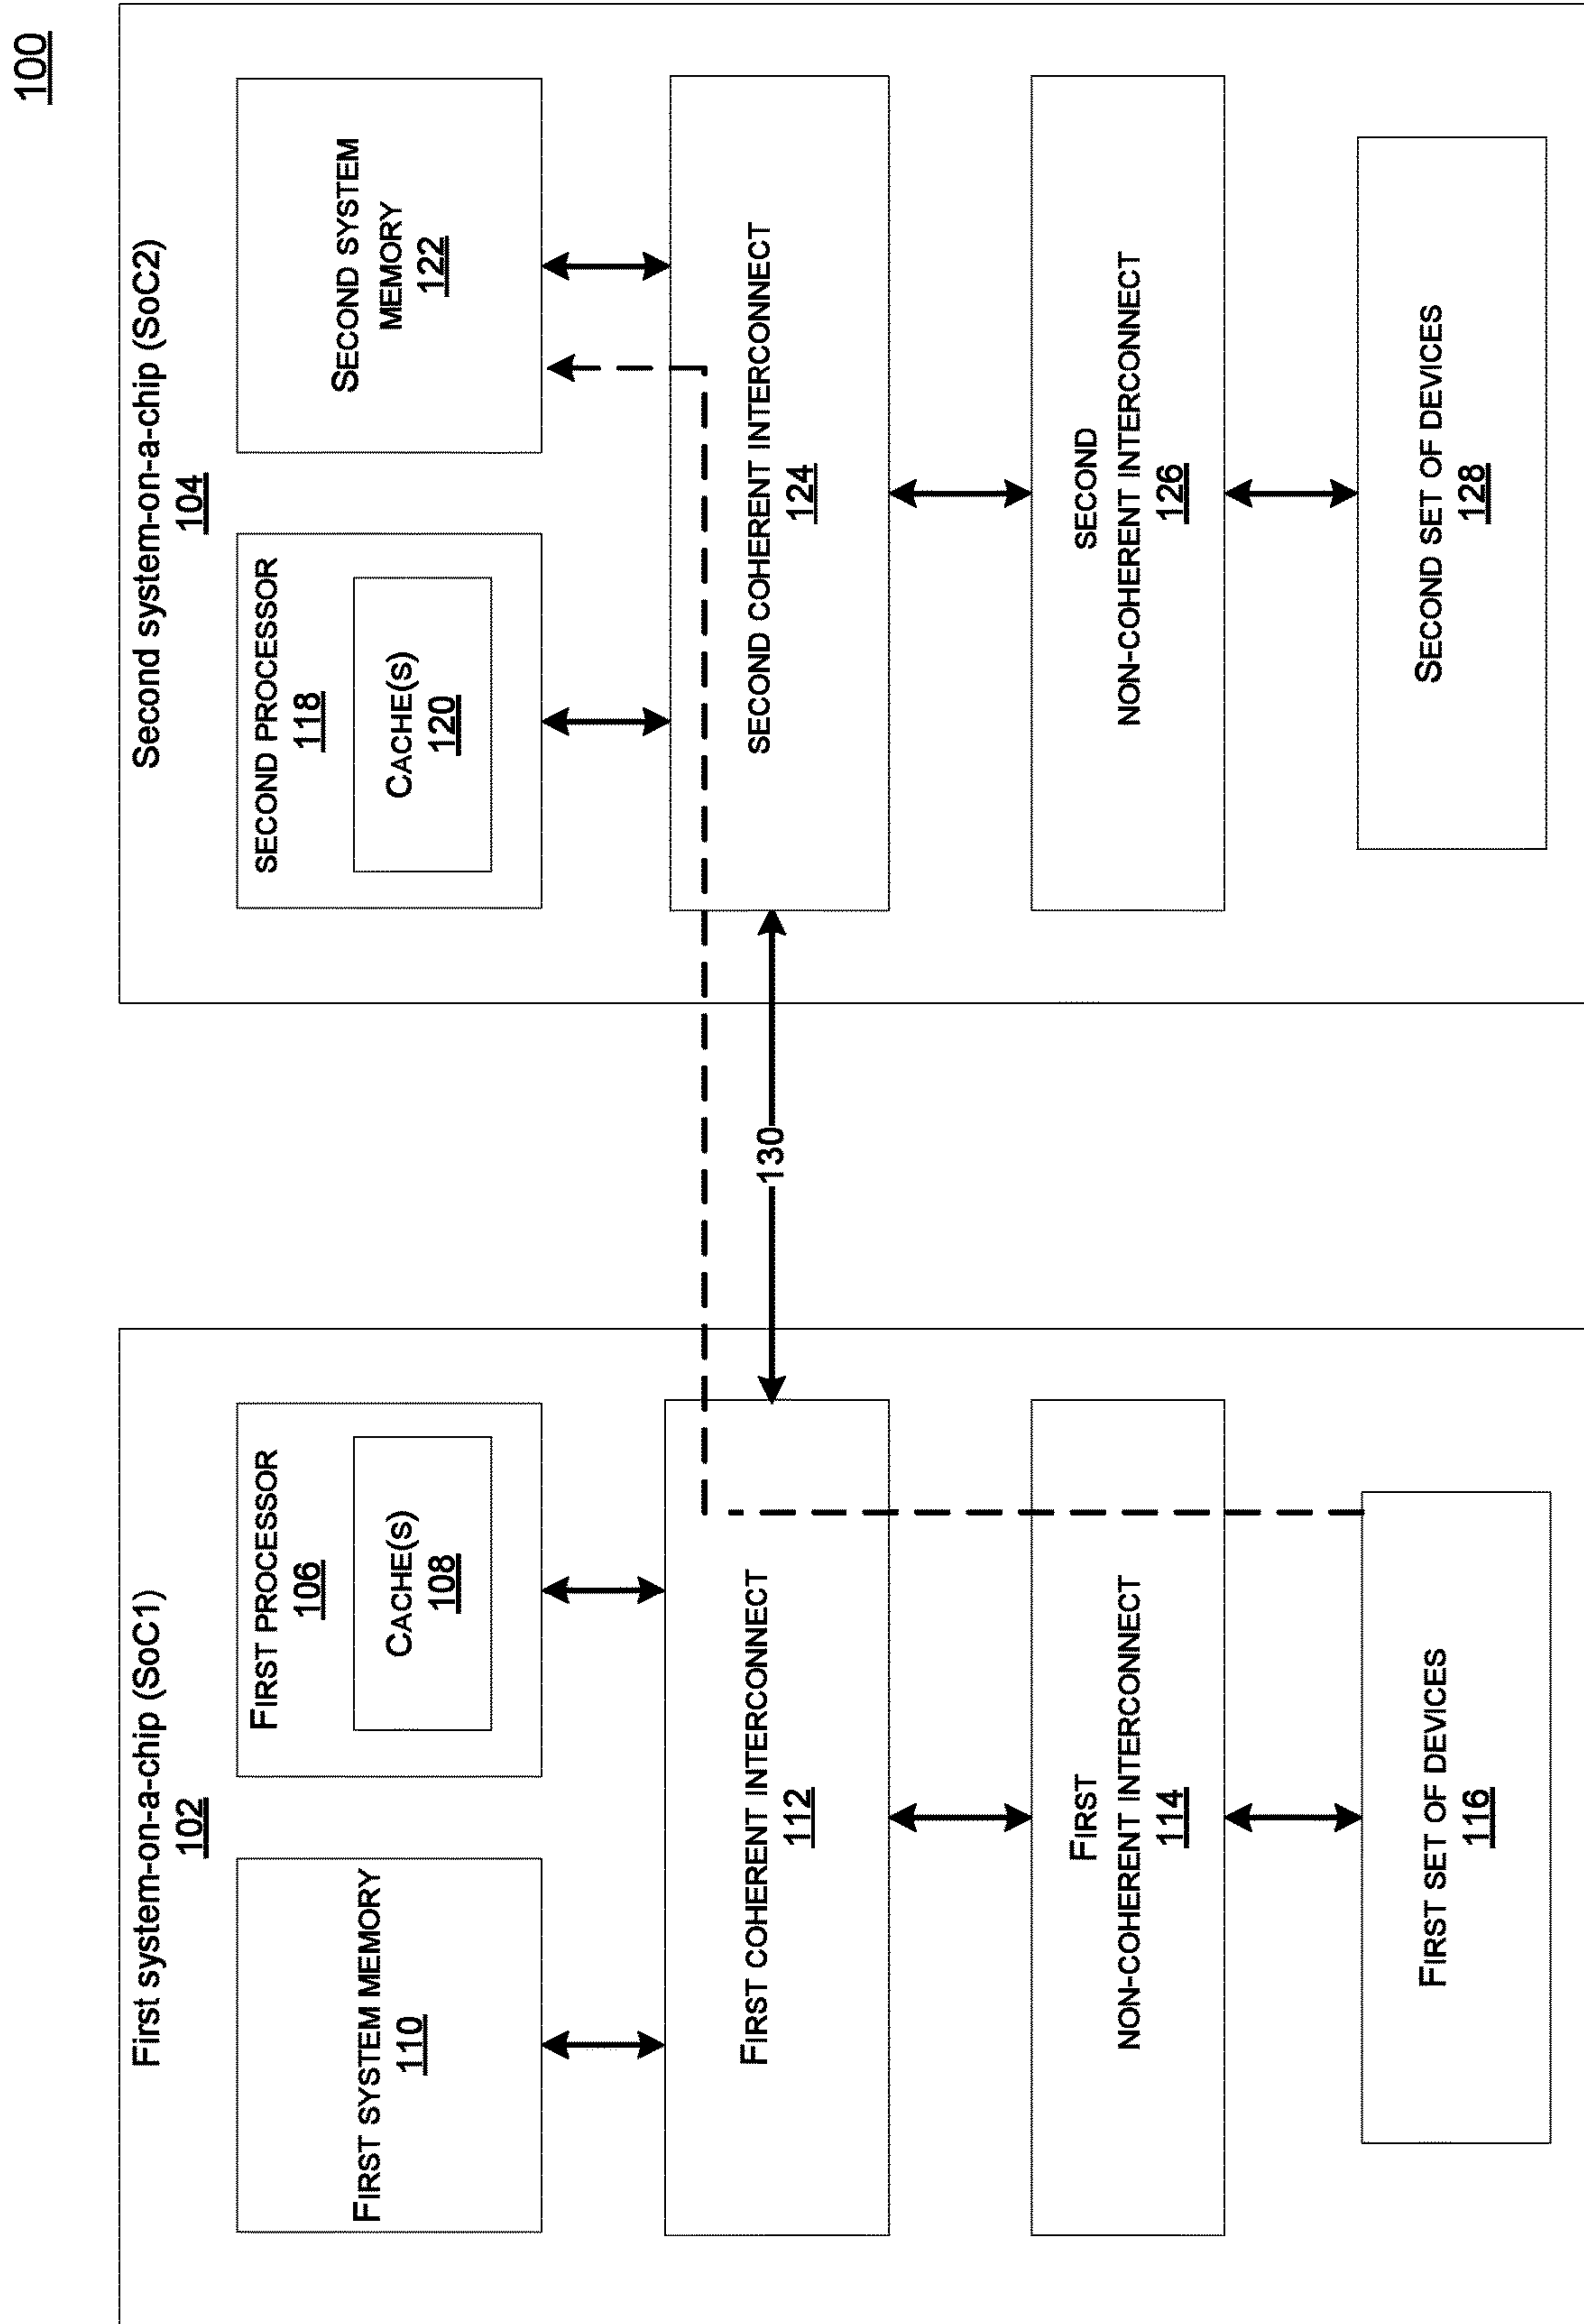 100
First system-on-a-chip (SoC1)
102
FIRST SYSTEM MEMORY
110
FIRST PROCESSOR
106
CACHE(S)
108
FIRST COHERENT INTERCONNECT
112
FIRST
NON-COHERENT INTERCONNECT
114
FIRST SET OF DEVICES
116
130
Second system-on-a-chip (SoC2)
104
SECOND PROCESSOR
118
CACHE(S)
120
SECOND SYSTEM
MEMORY
122
SECOND COHERENT INTERCONNECT
124
SECOND
NON-COHERENT INTERCONNECT
126
SECOND SET OF DEVICES
128